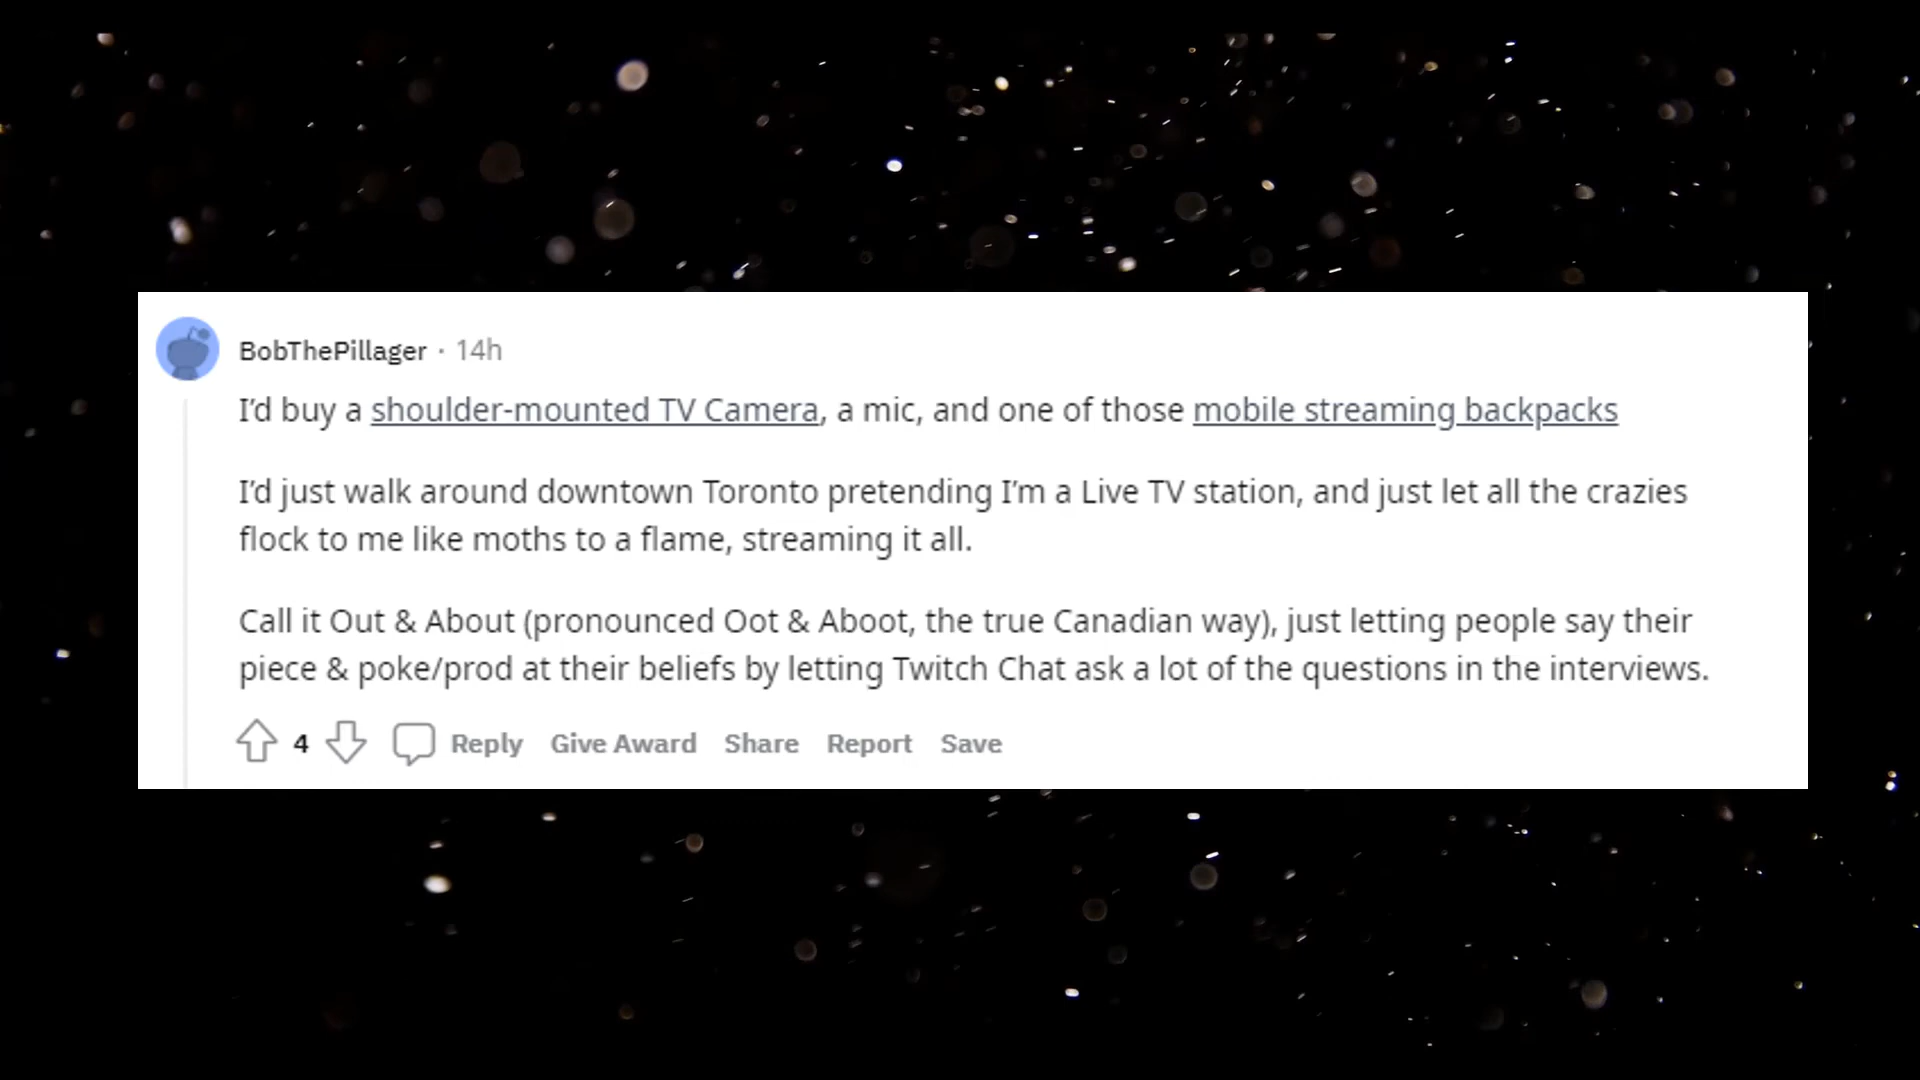 BobThePillager · 14h
I’d buy a shoulder-mounted TV Camera, a mic, and one of those mobile streaming backpacks
I’d just walk around downtown Toronto pretending I’m a Live TV station, and just let all the crazies
flock to me like moths to a flame, streaming it all.
Call it Out & About (pronounced Oot & Aboot, the true Canadian way), just letting people say their
piece & poke/prod at their beliefs by letting Twitch Chat ask a lot of the questions in the interviews.
4 Reply Give Award Share Report Save